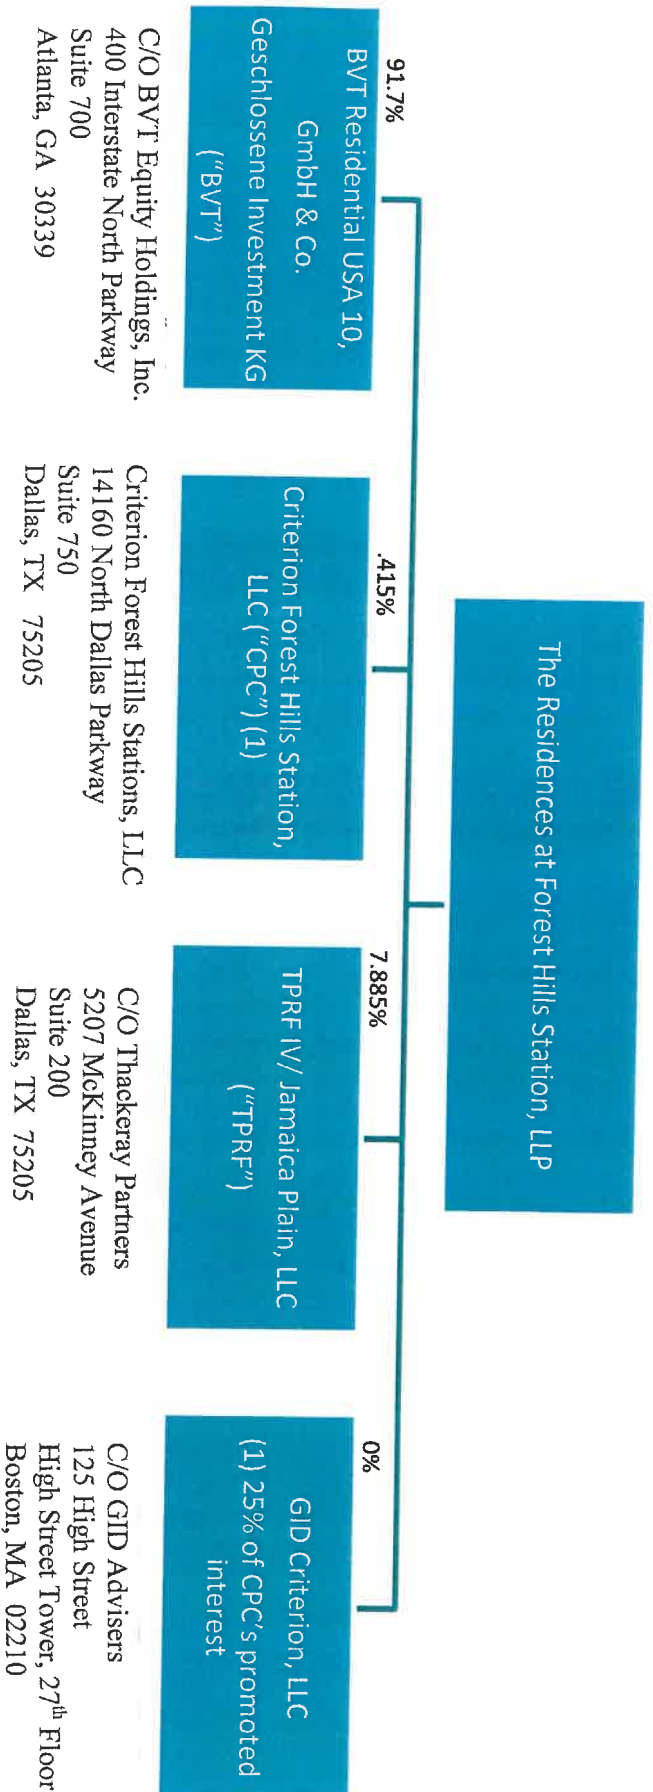 The Residences at Forest Hills Station, LLP
91.7%
BVT Residential USA 10,
GmbH & Co.
Geschlossene Investment KG
("BVT")
C/O BVT Equity Holdings, Inc.
400 Interstate North Parkway
Suite 700
Atlanta, GA 30339
.415%
Criterion Forest Hills Station,
LLC ("CPC") (1)
Criterion Forest Hills Stations, LLC
14160 North Dallas Parkway
Suite 750
Dallas, TX 75205
7.885%
TPRF IV/ Jamaica Plain, LLC
("TPRF")
C/O Thackeray Partners
5207 McKinney Avenue
Suite 200
Dallas, TX 75205
0%
GID Criterion, LLC
(1) 25% of CPC's promoted
interest
C/O GID Advisers
125 High Street
High Street Tower, 27th Floor
Boston, MA 02210